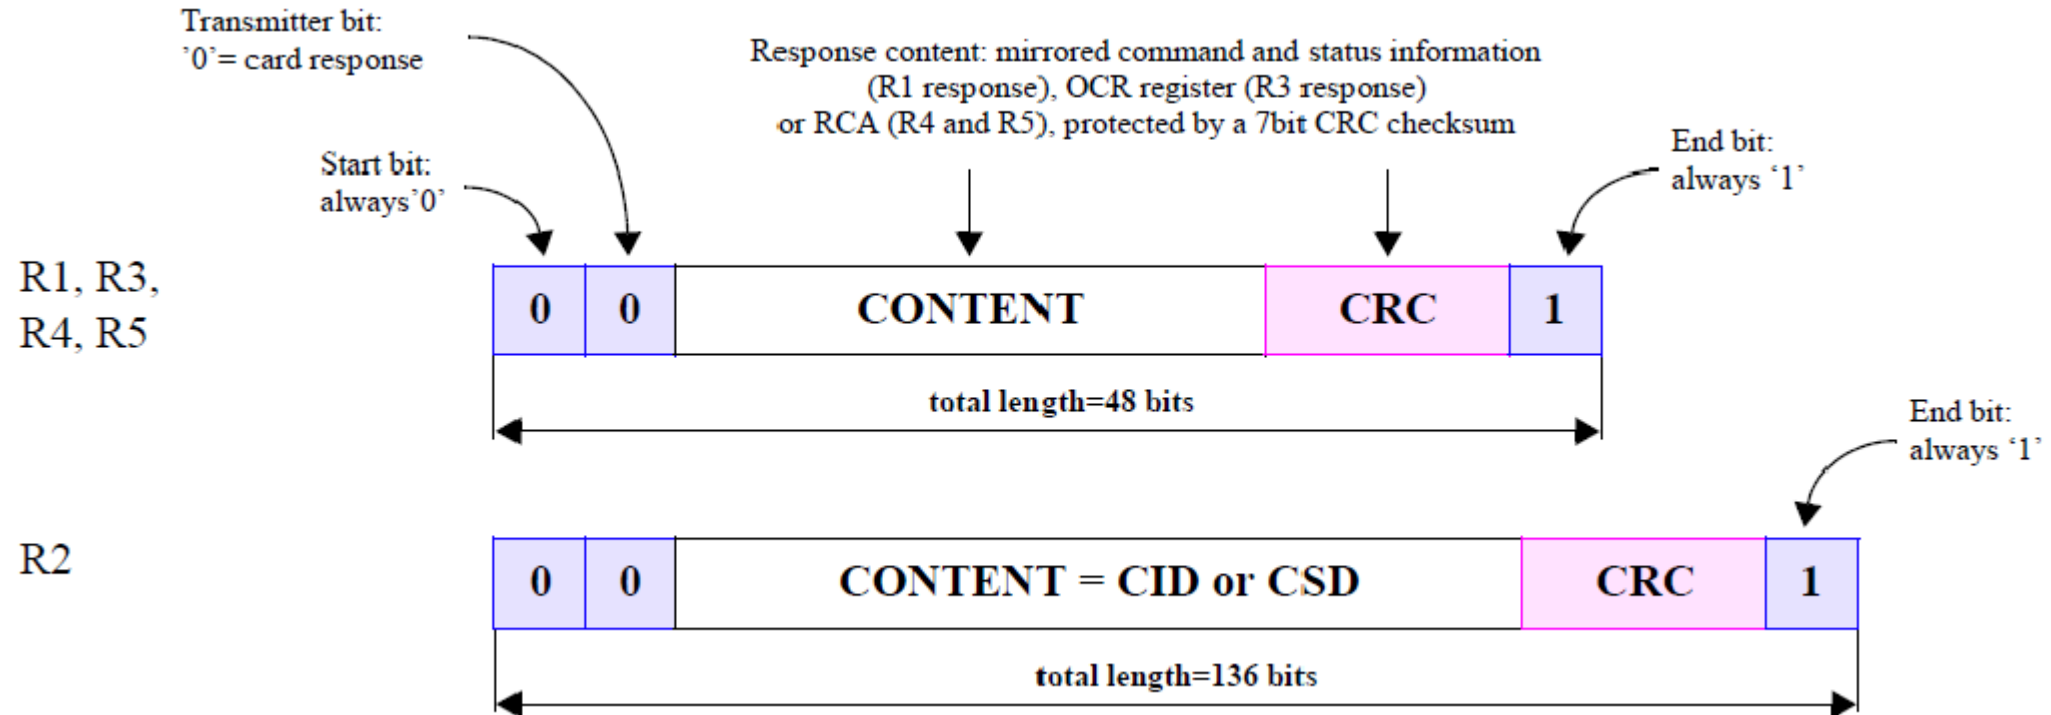 Transmitter bit:
’0’= card response
Response content: mirrored command and status information
(R1 response), OCR register (R3 response)
or RCA (R4 and R5), protected by a 7bit CRC checksum
Start bit:
always’0’
End bit:
always ‘1’
R1, R3,
R4, R5
0 0 CONTENT CRC 1
total length=48 bits
End bit:
always ‘1’
R2
0 0 CONTENT = CID or CSD CRC 1
total length=136 bits